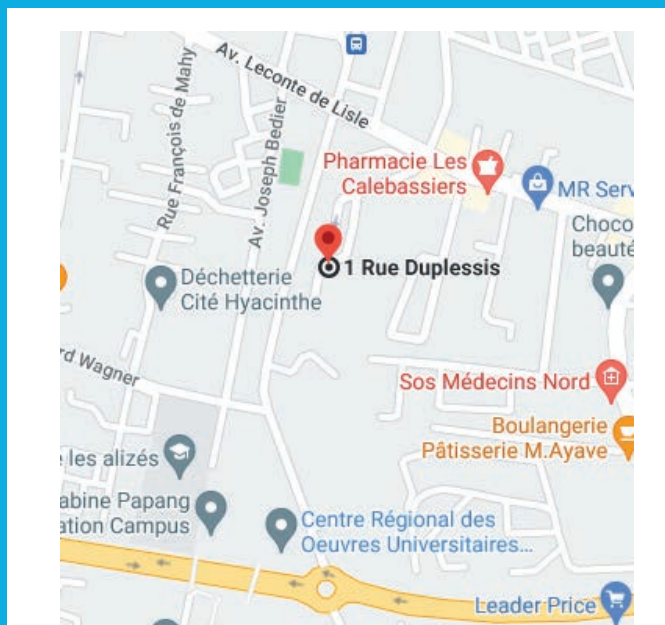 Av. Leconte de Lisle
Rue François de Mahy
Av. Joseph Bedier
Pharmacie Les
Calebassiers
MR Serv
Choco
beauté
1 Rue Duplessis
Déchetterie
Cité Hyacinthe
rd Wagner
Sos Médecins Nord
Boulangerie
Pâtisserie M.Ayave
e les alizés
abine Papang
ation Campus
Centre Régional des
Oeuvres Universitaires...
Leader Price